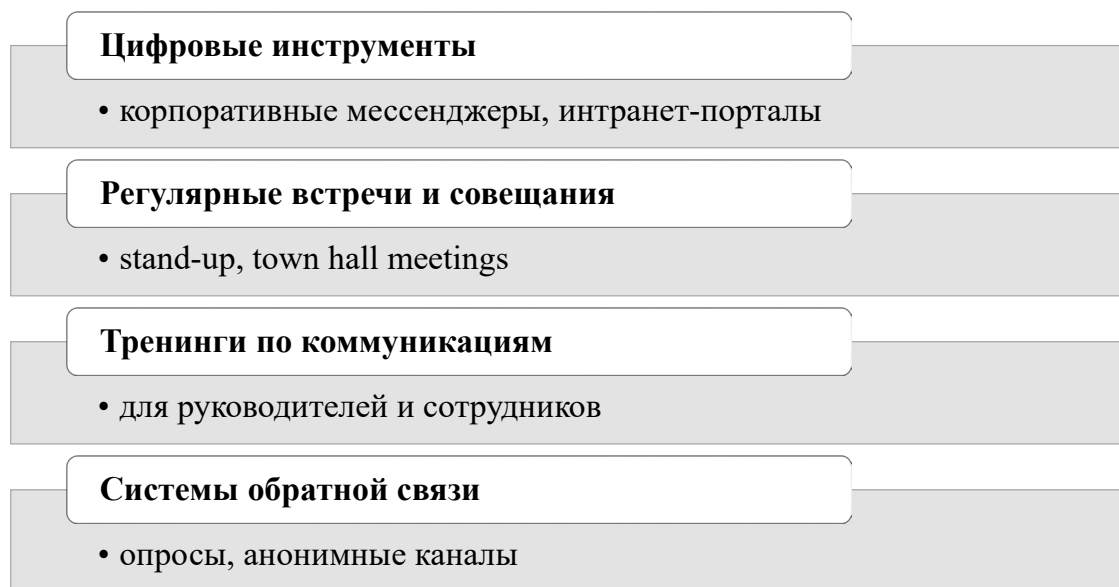 Цифровые инструменты
• корпоративные мессенджеры, интранет-порталы
Регулярные встречи и совещания
• stand-up, town hall meetings
Тренинги по коммуникациям
• для руководителей и сотрудников
Системы обратной связи
• опросы, анонимные каналы